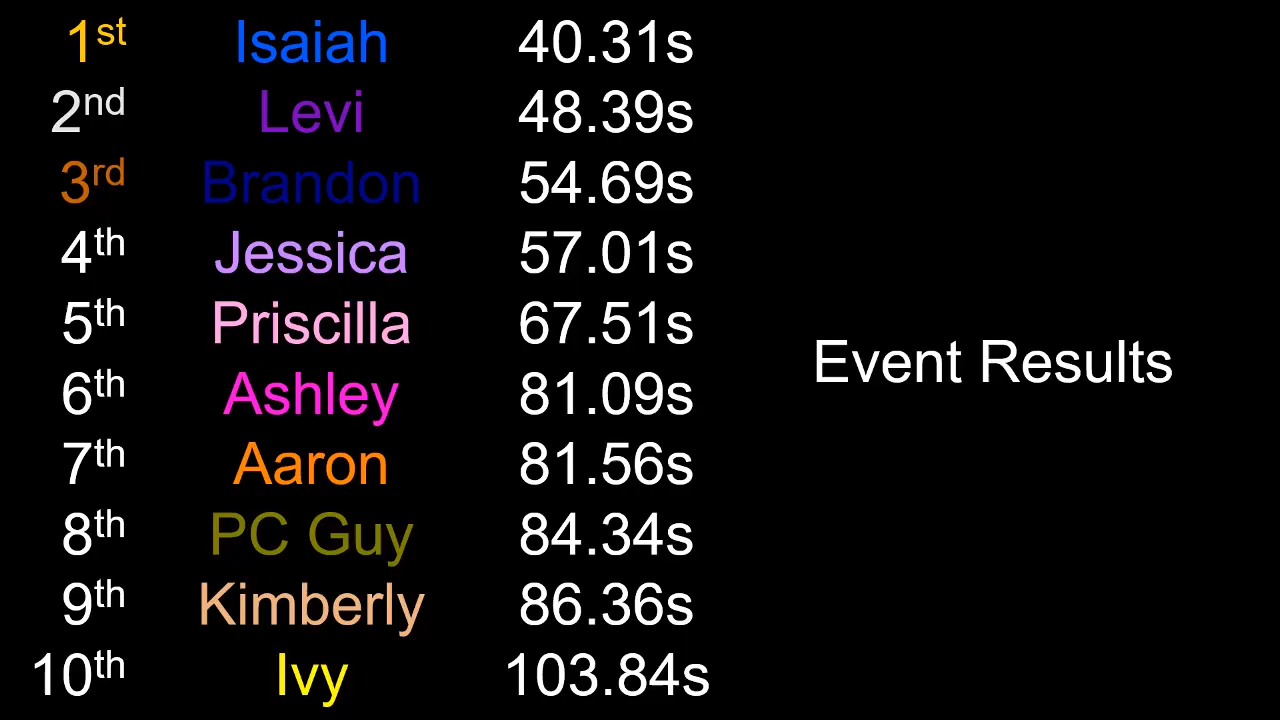 1st Isaiah 40.31s
2nd Levi 48.39s
3rd Brandon 54.69s
4th Jessica 57.01s
5th Priscilla 67.51s
6th Ashley 81.09s
7th Aaron 81.56s
8th PC Guy 84.34s
9th Kimberly 86.36s
10th Ivy 103.84s
Event Results